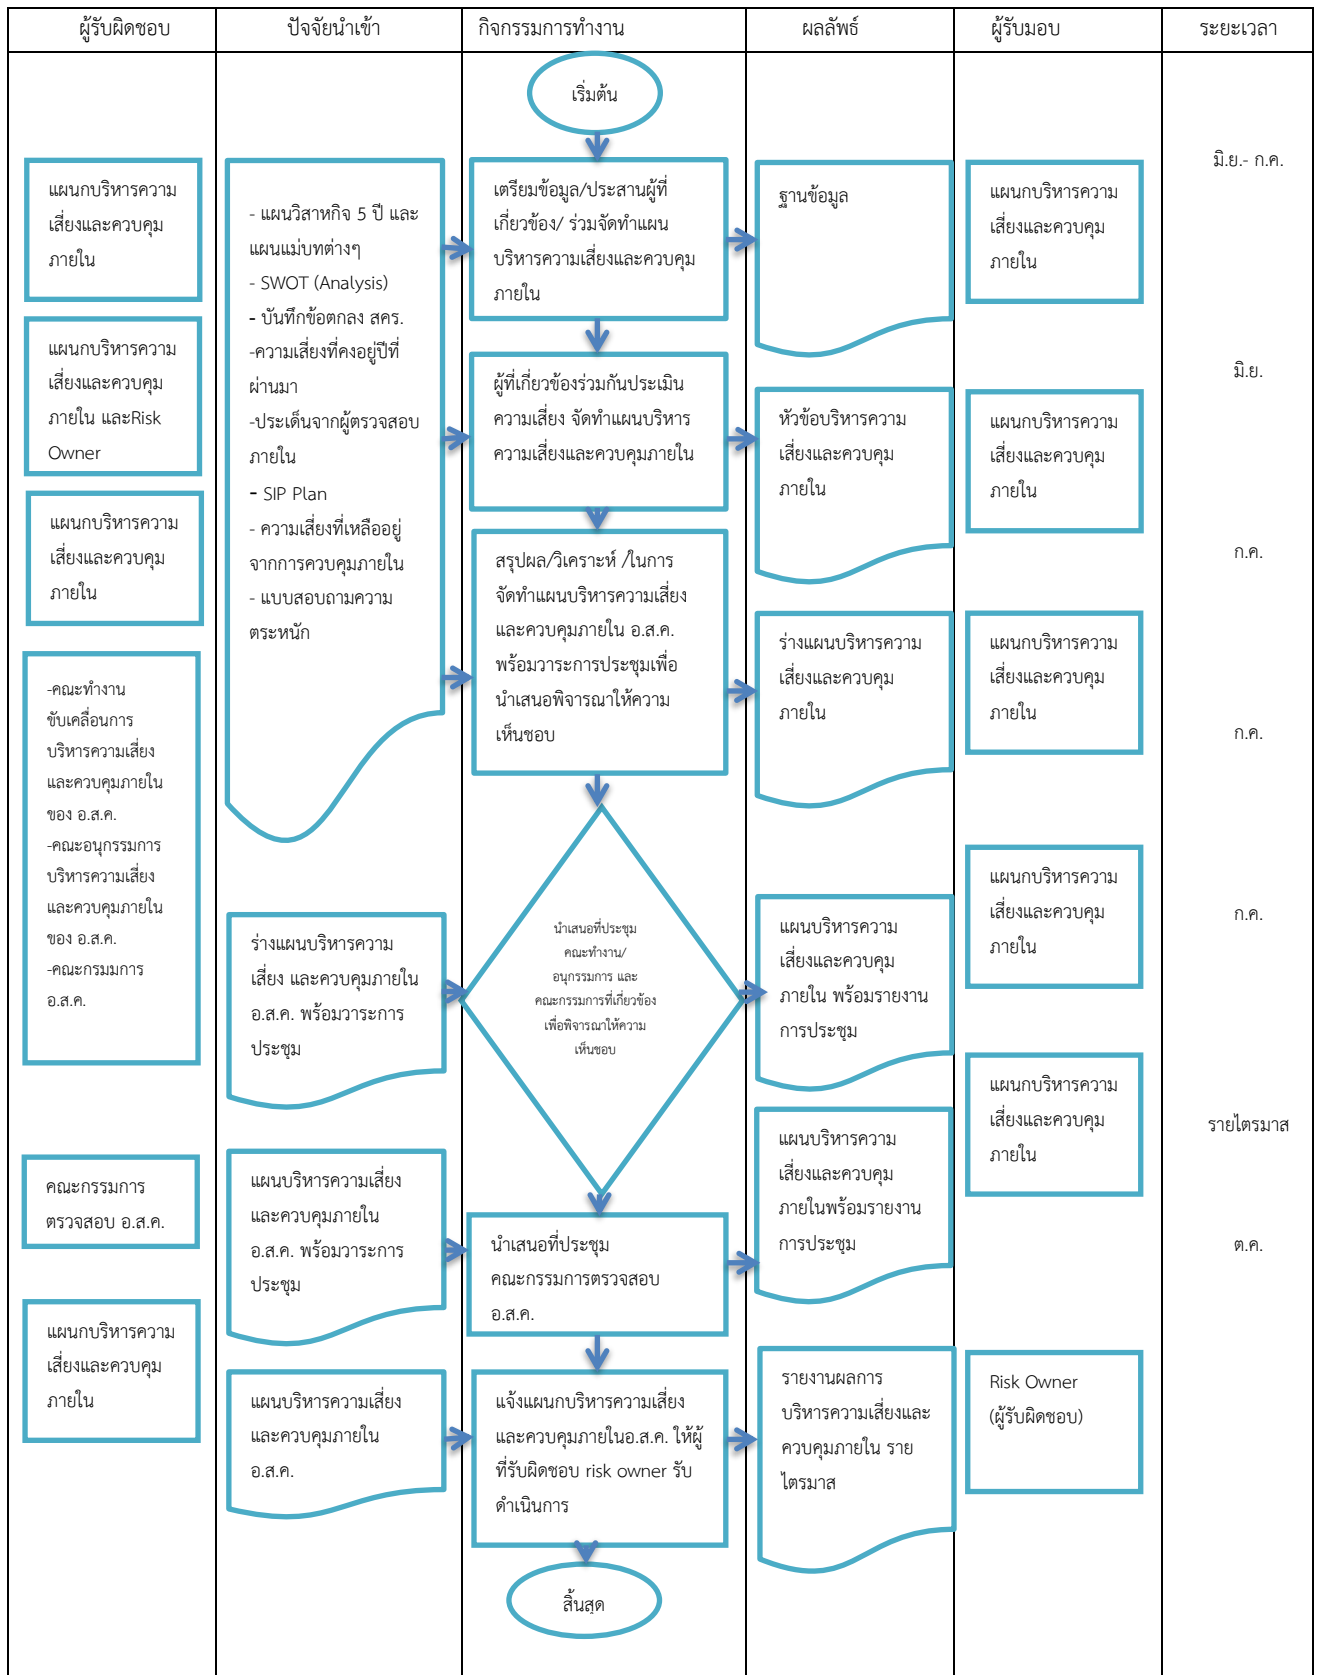 ผู้รับผิดชอบ
ปัจจัยนำเข้า
กิจกรรมการทำงาน
ผลลัพธ์
ผู้รับมอบ
ระยะเวลา
เริ่มต้น
แผนกบริหารความ
เสี่ยงและควบคุม
ภายใน
แผนกบริหารความ
เสี่ยงและควบคุม
ภายใน และRisk
Owner
แผนกบริหารความ
เสี่ยงและควบคุม
ภายใน
-คณะทำงาน
ขับเคลื่อนการ
บริหารความเสี่ยง
และควบคุมภายใน
ของ อ.ส.ค.
-คณะอนุกรรมการ
บริหารความเสี่ยง
และควบคุมภายใน
ของ อ.ส.ค.
-คณะกรมมการ
อ.ส.ค.
คณะกรรมการ
ตรวจสอบ อ.ส.ค.
แผนกบริหารความ
เสี่ยงและควบคุม
ภายใน
- แผนวิสาหกิจ 5 ปี และ
แผนแม่บทต่างๆ
- SWOT (Analysis)
- บันทึกข้อตกลง สคร.
-ความเสี่ยงที่คงอยู่ปีที่
ผ่านมา
-ประเด็นจากผู้ตรวจสอบ
ภายใน
- SIP Plan
- ความเสี่ยงที่เหลืออยู่
จากการควบคุมภายใน
- แบบสอบถามความ
ตระหนัก
ร่างแผนบริหารความ
เสี่ยง และควบคุมภายใน
อ.ส.ค. พร้อมวาระการ
ประชุม
แผนบริหารความเสี่ยง
และควบคุมภายใน
อ.ส.ค. พร้อมวาระการ
ประชุม
แผนบริหารความเสี่ยง
และควบคุมภายใน
อ.ส.ค.
เตรียมข้อมูล/ประสานผู้ที่
เกี่ยวข้อง/ ร่วมจัดทำแผน
บริหารความเสี่ยงและควบคุม
ภายใน
ผู้ที่เกี่ยวข้องร่วมกันประเมิน
ความเสี่ยง จัดทำแผนบริหาร
ความเสี่ยงและควบคุมภายใน
สรุปผล/วิเคราะห์ /ในการ
จัดทำแผนบริหารความเสี่ยง
และควบคุมภายใน อ.ส.ค.
พร้อมวาระการประชุมเพื่อ
นำเสนอพิจารณาให้ความ
เห็นชอบ
นำเสนอที่ประชุม
คณะทำงาน/
อนุกรรมการ และ
คณะกรรมการที่เกี่ยวข้อง
เพื่อพิจารณาให้ความ
เห็นชอบ
นำเสนอที่ประชุม
คณะกรรมการตรวจสอบ
อ.ส.ค.
แจ้งแผนกบริหารความเสี่ยง
และควบคุมภายในอ.ส.ค. ให้ผู้
ที่รับผิดชอบ risk owner รับ
ดำเนินการ
สิ้นสุด
ฐานข้อมูล
หัวข้อบริหารความ
เสี่ยงและควบคุม
ภายใน
ร่างแผนบริหารความ
เสี่ยงและควบคุม
ภายใน
แผนบริหารความ
เสี่ยงและควบคุม
ภายใน พร้อมรายงาน
การประชุม
แผนบริหารความ
เสี่ยงและควบคุม
ภายในพร้อมรายงาน
การประชุม
รายงานผลการ
บริหารความเสี่ยงและ
ควบคุมภายใน ราย
ไตรมาส
แผนกบริหารความ
เสี่ยงและควบคุม
ภายใน
แผนกบริหารความ
เสี่ยงและควบคุม
ภายใน
แผนกบริหารความ
เสี่ยงและควบคุม
ภายใน
แผนกบริหารความ
เสี่ยงและควบคุม
ภายใน
แผนกบริหารความ
เสี่ยงและควบคุม
ภายใน
Risk Owner
(ผู้รับผิดชอบ)
มิ.ย.- ก.ค.
มิ.ย.
ก.ค.
ก.ค.
ก.ค.
รายไตรมาส
ต.ค.